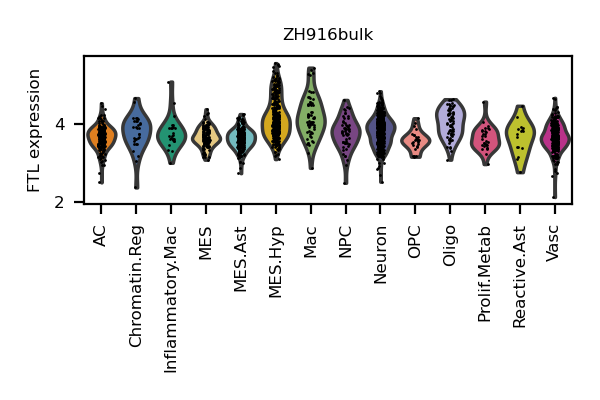 ZH916bulk
FTL expression
4
2
AC
Chromatin.Reg
Inflammatory.Mac
MES
MES.Ast
MES.Hyp
Mac
NPC
Neuron
OPC
Oligo
Prolif.Metab
Reactive.Ast
Vasc